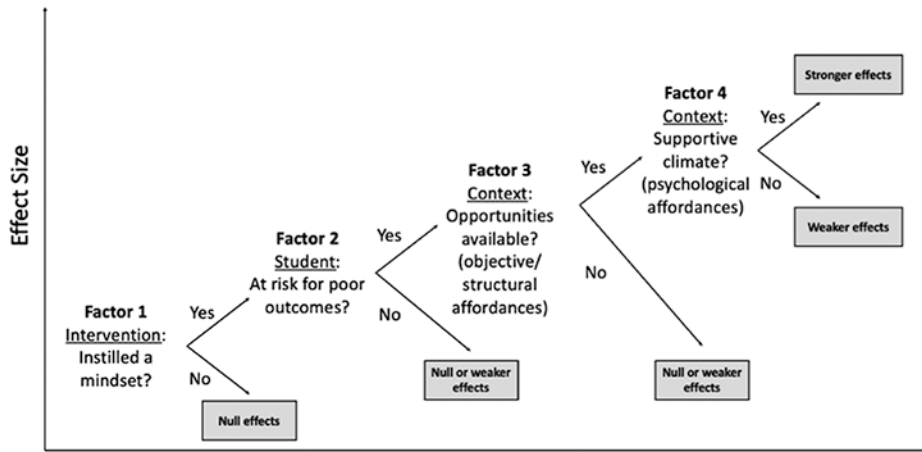 Effect Size
Factor 1
Intervention:
Instilled a
mindset?
Yes
No
Null effects
Factor 2
Student:
At risk for poor
outcomes?
Yes
No
Null or weaker
effects
Factor 3
Context:
Opportunities
available?
(objective/
structural
affordances)
Yes
No
Null or weaker
effects
Factor 4
Context:
Supportive
climate?
(psychological
affordances)
Yes
No
Stronger effects
Weaker effects